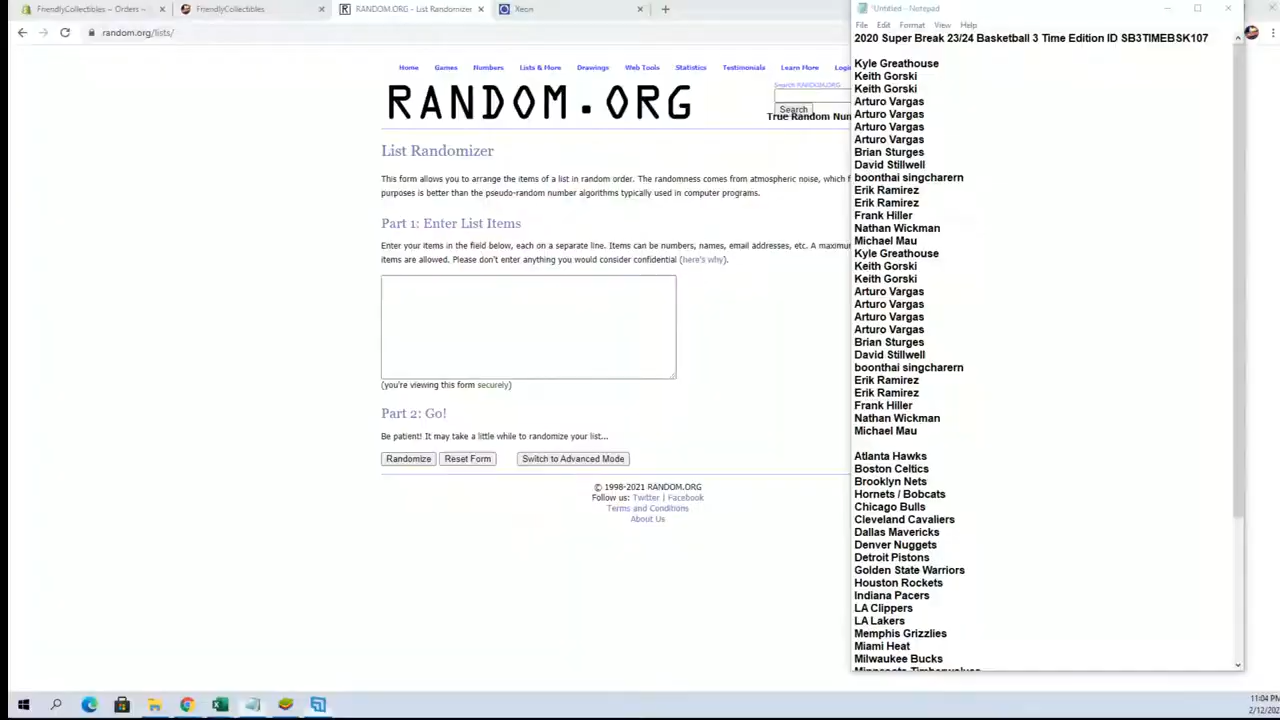 FriendlyCollectibles – Orders –
FriendlyCollectibles
RANDOM.ORG - List Randomizer
Xeon
random.org/lists/
Home Games Numbers Lists & More Drawings Web Tools Statistics Testimonials Learn More Login
Search RANDOM.ORG
RANDOM.ORG
Search
True Random Num
List Randomizer
This form allows you to arrange the items of a list in random order. The randomness comes from atmospheric noise, which f
purposes is better than the pseudo-random number algorithms typically used in computer programs.
Part 1: Enter List Items
Enter your items in the field below, each on a separate line. Items can be numbers, names, email addresses, etc. A maximu
items are allowed. Please don't enter anything you would consider confidential (here's why).
(you're viewing this form securely)
Part 2: Go!
Be patient! It may take a little while to randomize your list...
Randomize Reset Form Switch to Advanced Mode
© 1998-2021 RANDOM.ORG
Follow us: Twitter | Facebook
Terms and Conditions
About Us
*Untitled - Notepad
File Edit Format View Help
2020 Super Break 23/24 Basketball 3 Time Edition ID SB3TIMEBSK107
Kyle Greathouse
Keith Gorski
Keith Gorski
Arturo Vargas
Arturo Vargas
Arturo Vargas
Arturo Vargas
Brian Sturges
David Stillwell
boonthai singcharern
Erik Ramirez
Erik Ramirez
Frank Hiller
Nathan Wickman
Michael Mau
Kyle Greathouse
Keith Gorski
Keith Gorski
Arturo Vargas
Arturo Vargas
Arturo Vargas
Arturo Vargas
Brian Sturges
David Stillwell
boonthai singcharern
Erik Ramirez
Erik Ramirez
Frank Hiller
Nathan Wickman
Michael Mau
Atlanta Hawks
Boston Celtics
Brooklyn Nets
Hornets / Bobcats
Chicago Bulls
Cleveland Cavaliers
Dallas Mavericks
Denver Nuggets
Detroit Pistons
Golden State Warriors
Houston Rockets
Indiana Pacers
LA Clippers
LA Lakers
Memphis Grizzlies
Miami Heat
Milwaukee Bucks
Minnesota Timberwolves
11:04 PM
2/12/202